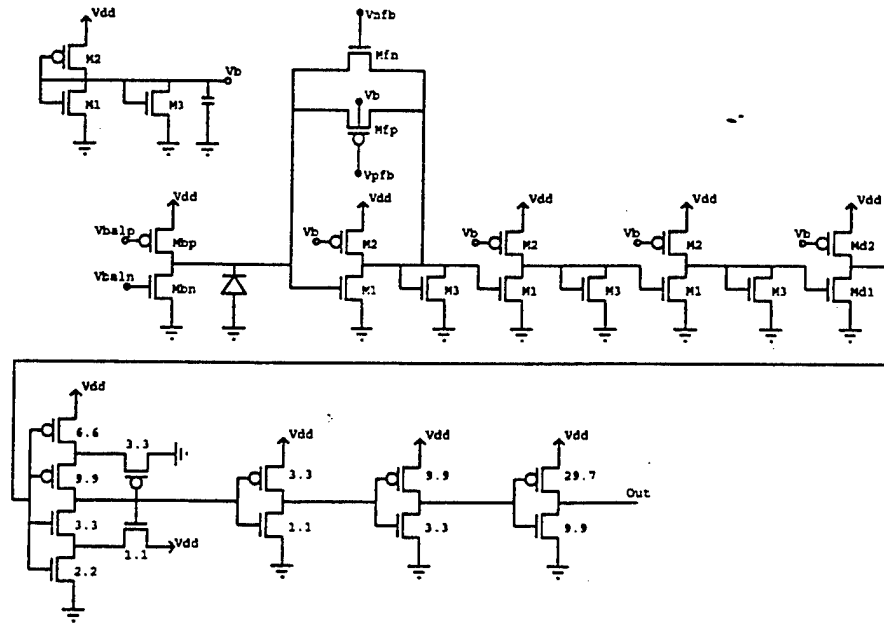 Vnfb
Vdd
Mfn
M2
Vb
Vb
M1
M3
Mfp
Vpfb
Vdd
Vdd
Vdd
Vdd
Vdd
Vbalp
Mbp
Vb
M2
Vb
M2
Vb
M2
Vb
Md2
Vbaln
Mbn
M1
M3
M1
M3
M1
M3
Md1
Vdd
6.6
3.3
Vdd
Vdd
Vdd
9.9
3.3
9.9
29.7
Out
3.3
1.1
3.3
9.9
Vdd
1.1
2.2